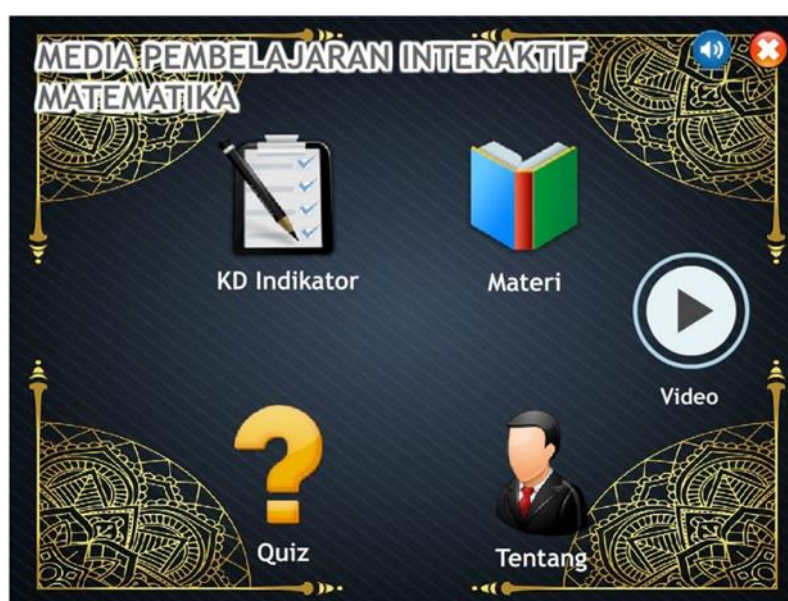 MEDIA PEMBELAJARAN INTERAKTIF
MATEMATIKA
KD Indikator
Materi
Video
Quiz
Tentang